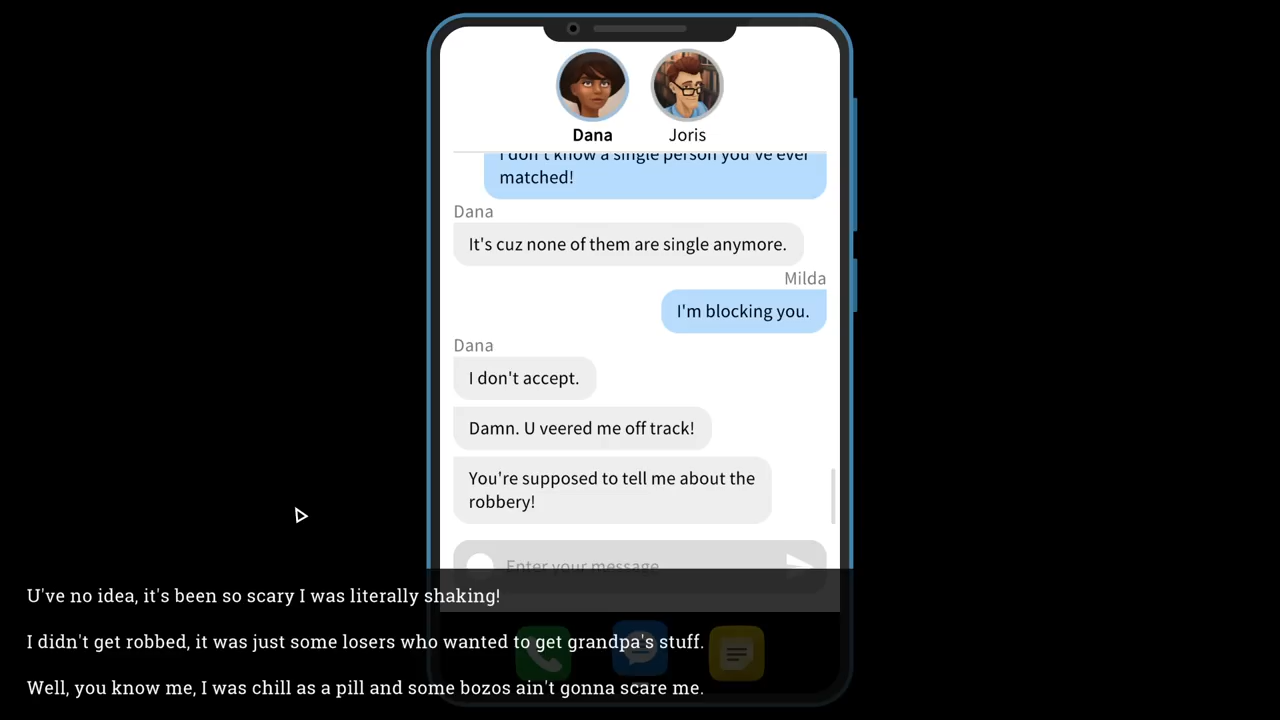 Dana
Joris
I don't know a single person you've ever
matched!
Dana
It's cuz none of them are single anymore.
Milda
I'm blocking you.
Dana
I don't accept.
Damn. U veered me off track!
You're supposed to tell me about the
robbery!
Enter your message
U've no idea, it's been so scary I was literally shaking!
I didn't get robbed, it was just some losers who wanted to get grandpa's stuff.
Well, you know me, I was chill as a pill and some bozos ain't gonna scare me.